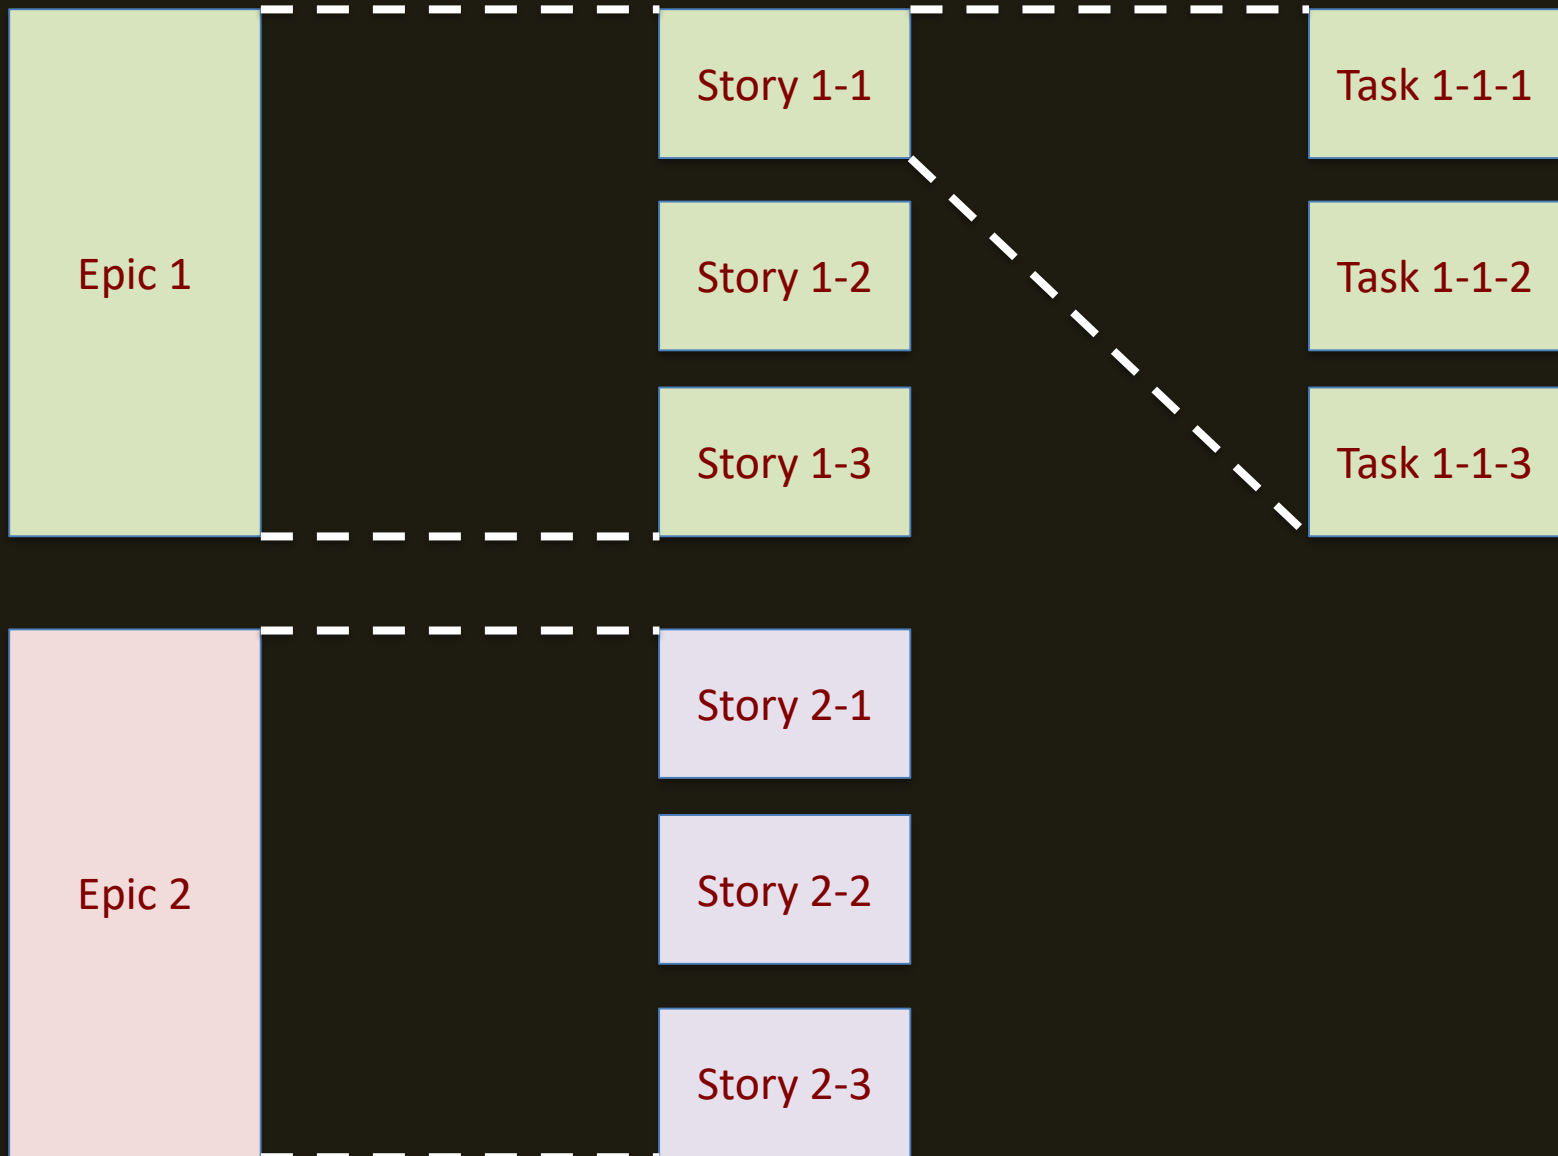 Epic 1
Story 1-1
Story 1-2
Story 1-3
Task 1-1-1
Task 1-1-2
Task 1-1-3
Epic 2
Story 2-1
Story 2-2
Story 2-3